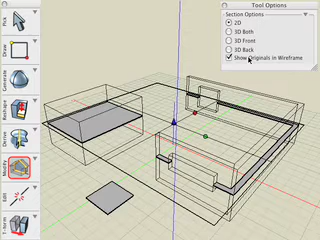 Tool Options
Section Options
2D
3D Both
3D Front
3D Back
Show Originals in Wireframe
Pick
Draw
Generate
Reshape
Derive
Modify
Edit
T-form